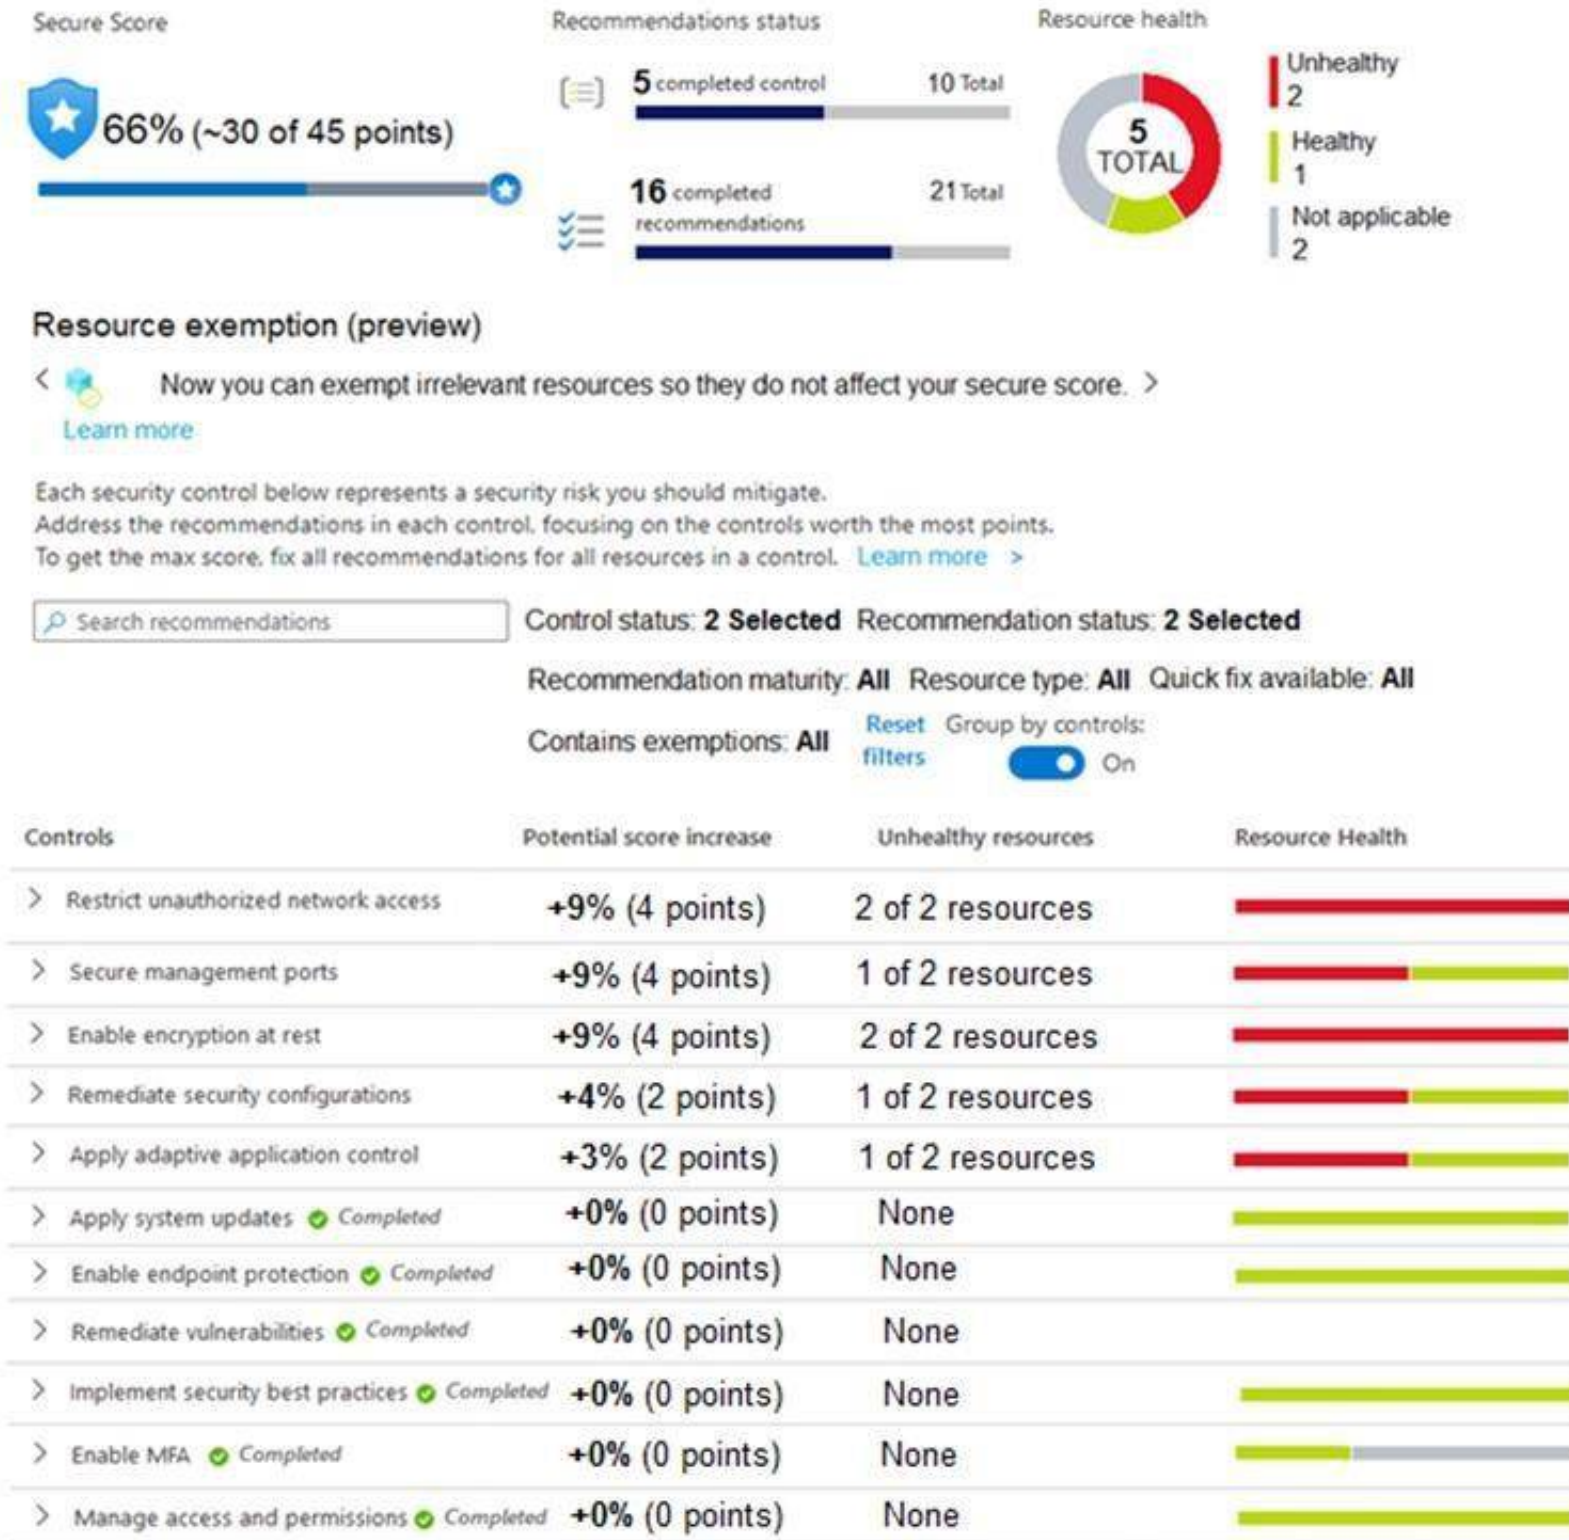 Secure Score
66% (~30 of 45 points)
Recommendations status
5 completed control 10 Total
16 completed 21 Total
recommendations
Resource health
5
TOTAL
Unhealthy
2
Healthy
1
Not applicable
2
Resource exemption (preview)
Now you can exempt irrelevant resources so they do not affect your secure score.
Learn more
Each security control below represents a security risk you should mitigate.
Address the recommendations in each control, focusing on the controls worth the most points.
To get the max score, fix all recommendations for all resources in a control. Learn more >
Search recommendations
Control status: 2 Selected Recommendation status: 2 Selected
Recommendation maturity: All Resource type: All Quick fix available: All
Contains exemptions: All Reset filters Group by controls: On
Controls Potential score increase Unhealthy resources Resource Health
> Restrict unauthorized network access +9% (4 points) 2 of 2 resources
> Secure management ports +9% (4 points) 1 of 2 resources
> Enable encryption at rest +9% (4 points) 2 of 2 resources
> Remediate security configurations +4% (2 points) 1 of 2 resources
> Apply adaptive application control +3% (2 points) 1 of 2 resources
> Apply system updates Completed +0% (0 points) None
> Enable endpoint protection Completed +0% (0 points) None
> Remediate vulnerabilities Completed +0% (0 points) None
> Implement security best practices Completed +0% (0 points) None
> Enable MFA Completed +0% (0 points) None
> Manage access and permissions Completed +0% (0 points) None